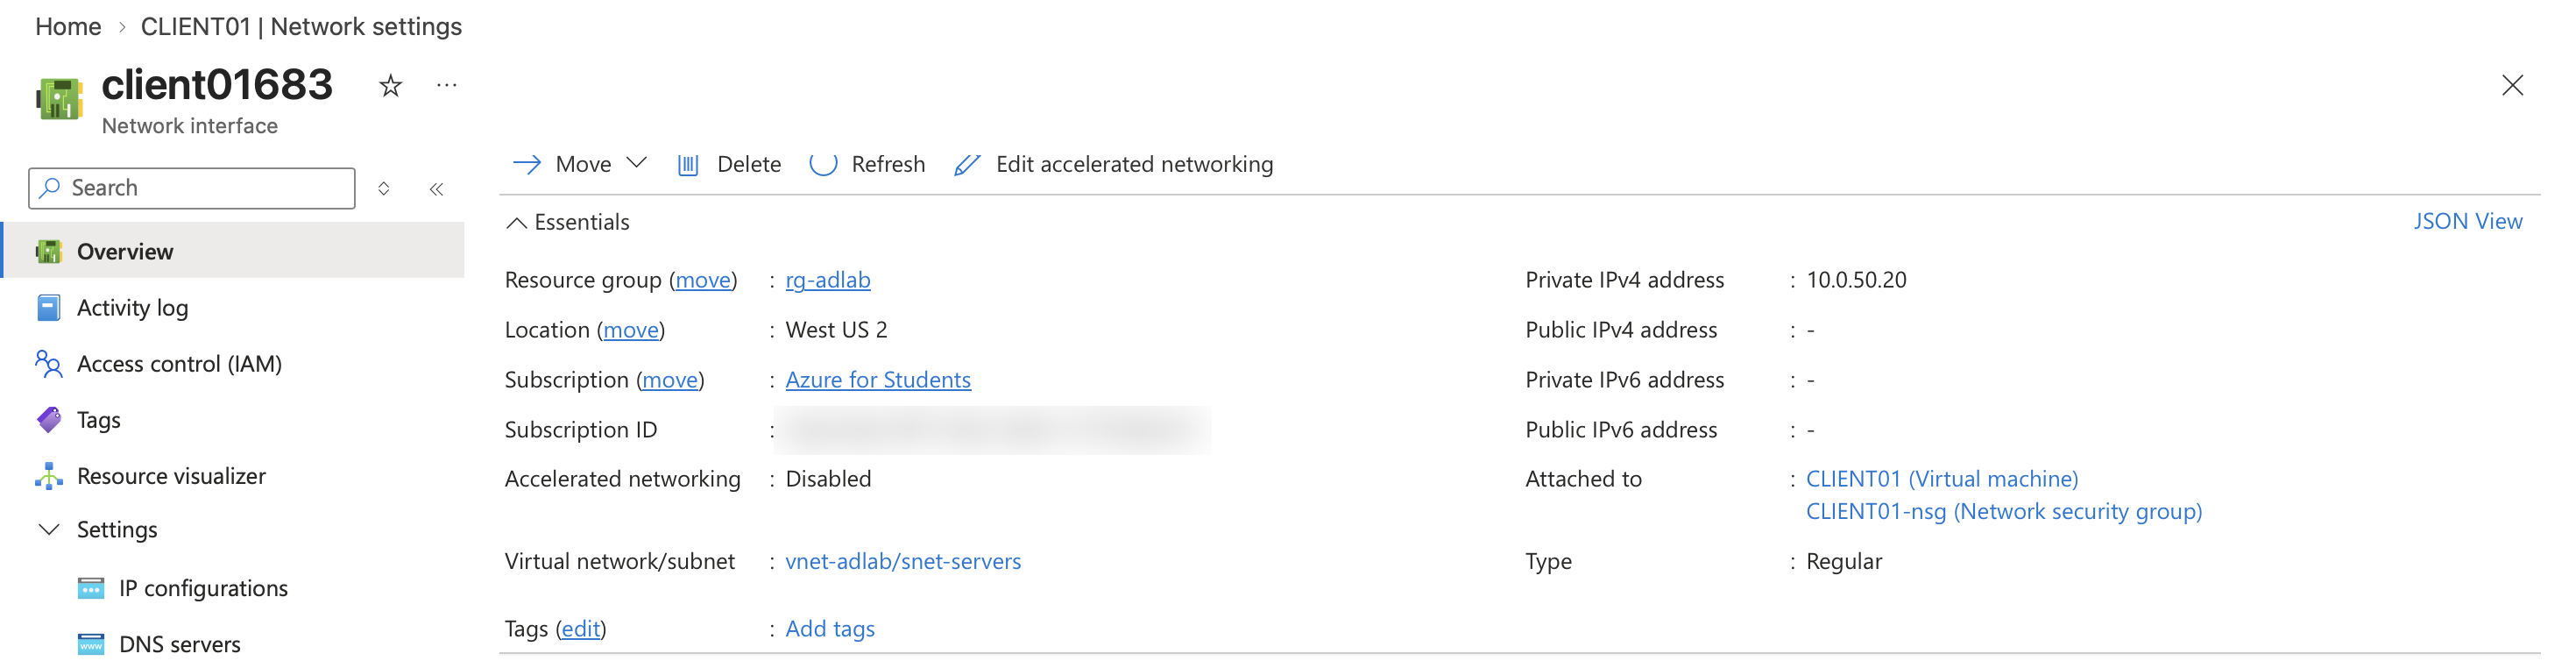 Home > CLIENT01 | Network settings
client01683
Network interface
Search
Overview
Activity log
Access control (IAM)
Tags
Resource visualizer
Settings
IP configurations
DNS servers
www
Move
Delete
Refresh
Edit accelerated networking
Essentials
JSON View
Resource group (move) : rg-adlab
Location (move) : West US 2
Subscription (move) : Azure for Students
Subscription ID :
Accelerated networking : Disabled
Virtual network/subnet : vnet-adlab/snet-servers
Tags (edit) : Add tags
Private IPv4 address : 10.0.50.20
Public IPv4 address : -
Private IPv6 address : -
Public IPv6 address : -
Attached to : CLIENT01 (Virtual machine)
CLIENT01-nsg (Network security group)
Type : Regular